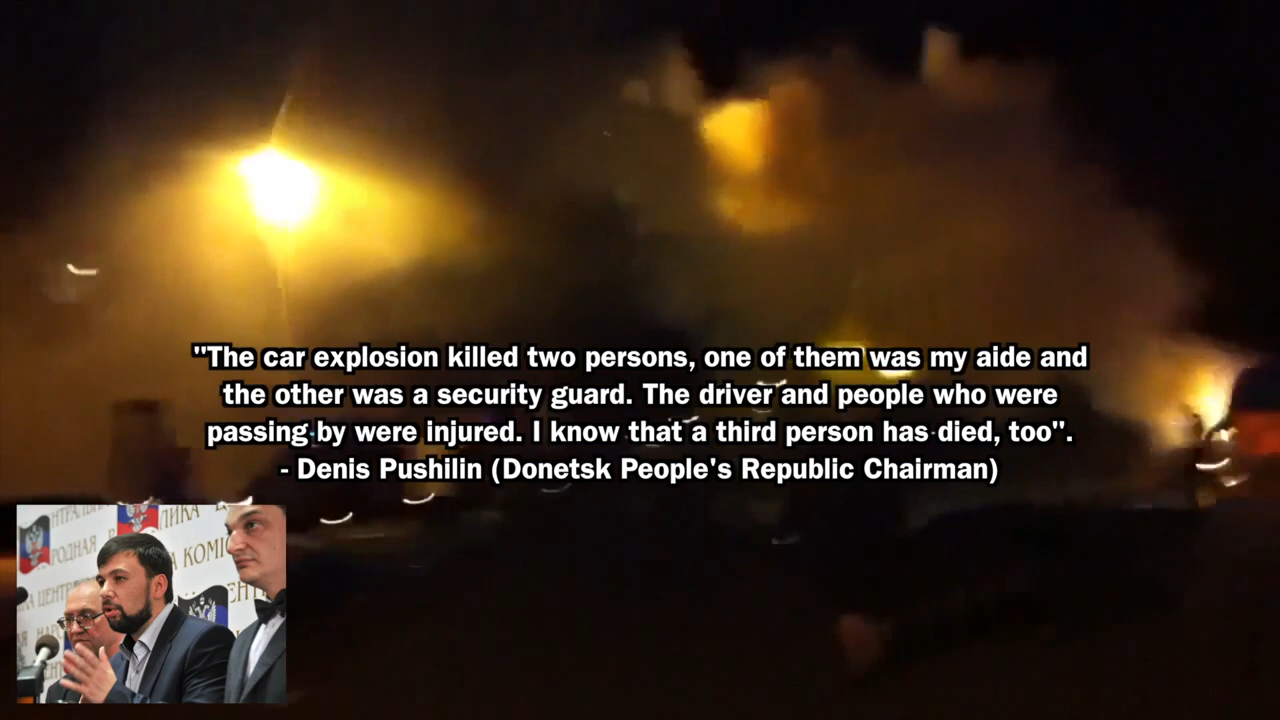 "The car explosion killed two persons, one of them was my aide and
the other was a security guard. The driver and people who were
passing by were injured. I know that a third person has died, too".
- Denis Pushilin (Donetsk People's Republic Chairman)
РОДНАЯ
КОМІС